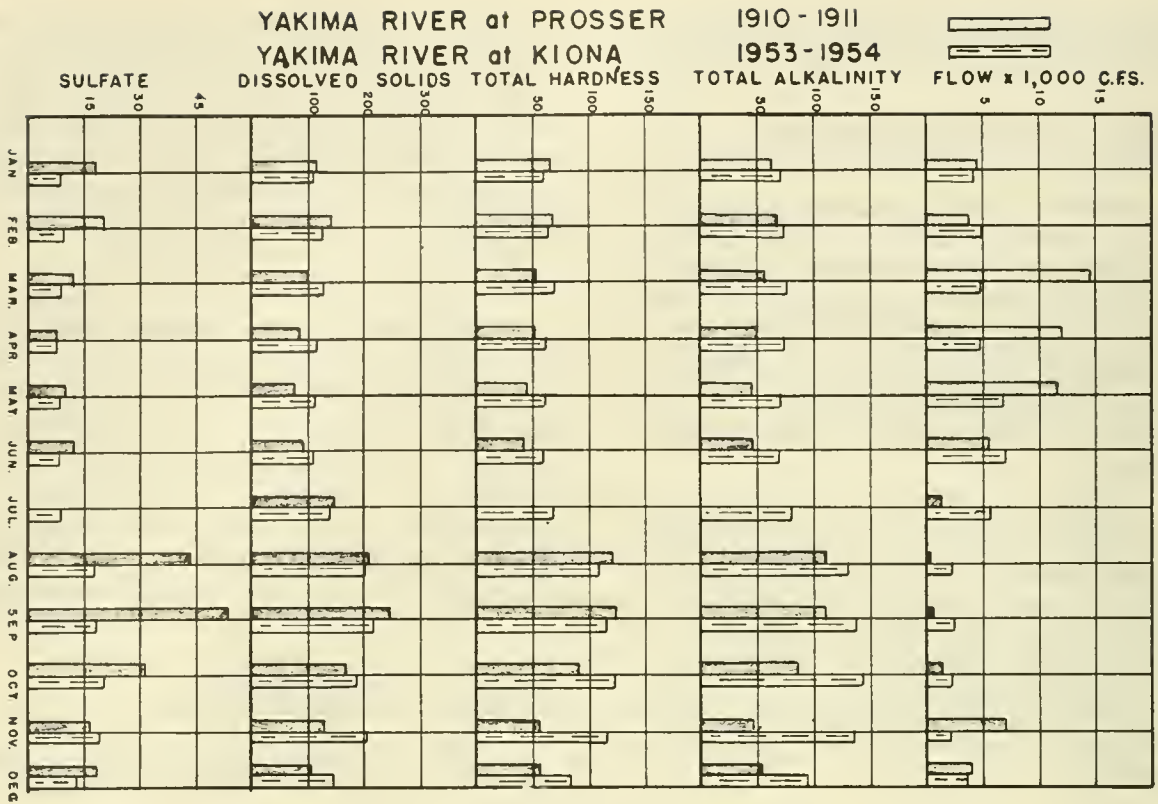 YAKIMA RIVER at PROSSER 1910-1911
YAKIMA RIVER at KIONA 1953-1954
SULFATE DISSOLVED SOLIDS TOTAL HARDNESS TOTAL ALKALINITY FLOW x 1,000 C.F.S.
15 30 45 100 200 300 50 100 150 50 100 150 5 10 15
JAN
FEB.
MAR.
APR.
MAY
JUN.
JUL.
AUG.
SEP
OCT.
NOV.
DEC